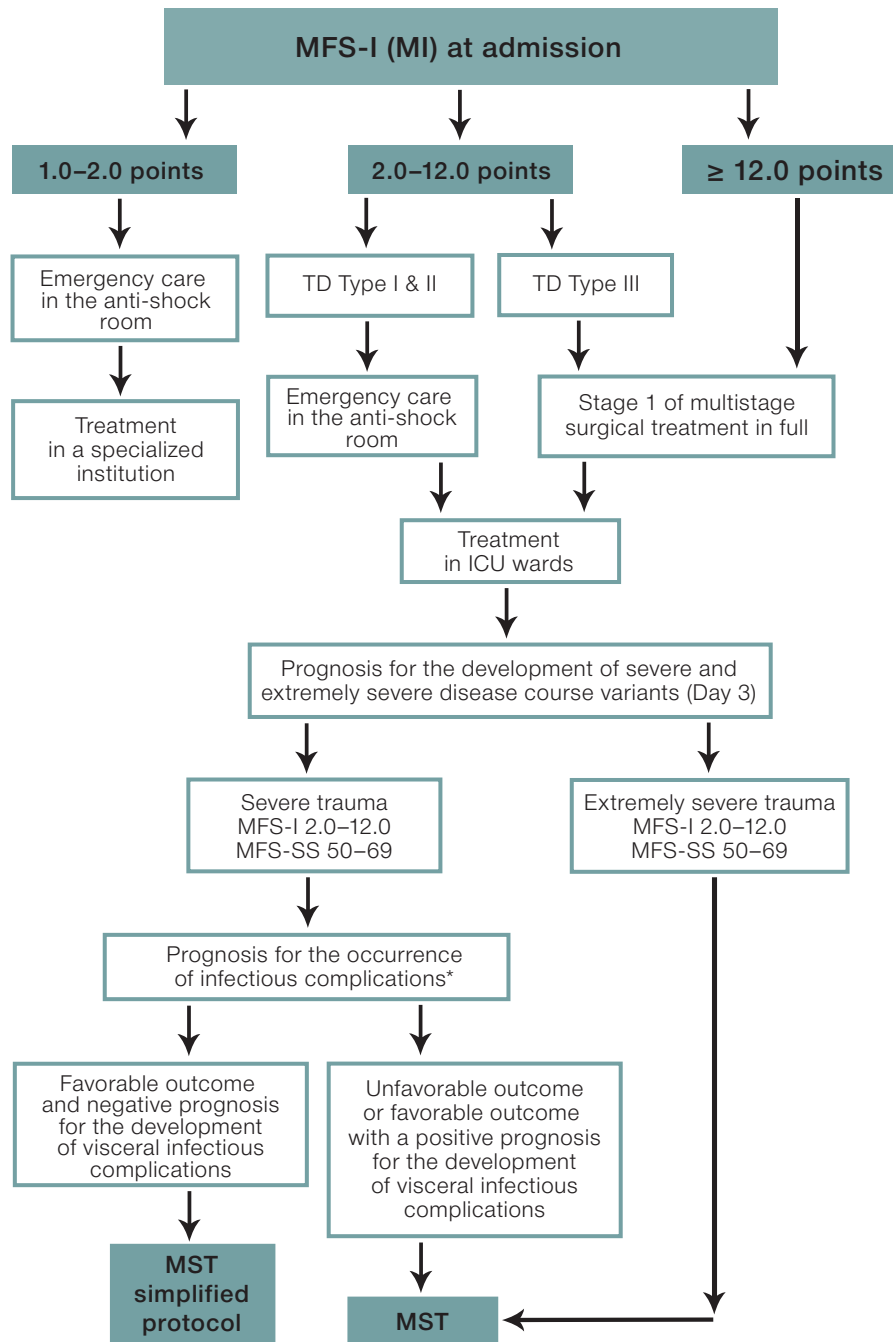 MFS-I (MI) at admission
1.0–2.0 points
2.0–12.0 points
≥ 12.0 points
Emergency care
in the anti-shock
room
TD Type I & II
TD Type III
Treatment
in a specialized
institution
Emergency care
in the anti-shock
room
Stage 1 of multistage
surgical treatment in full
Treatment
in ICU wards
Prognosis for the development of severe and
extremely severe disease course variants (Day 3)
Severe trauma
MFS-I 2.0–12.0
MFS-SS 50–69
Extremely severe trauma
MFS-I 2.0–12.0
MFS-SS 50–69
Prognosis for the occurrence
of infectious complications*
Favorable outcome
and negative prognosis
for the development
of visceral infectious
complications
Unfavorable outcome
or favorable outcome
with a positive prognosis
for the development
of visceral infectious
complications
MST
simplified
protocol
MST